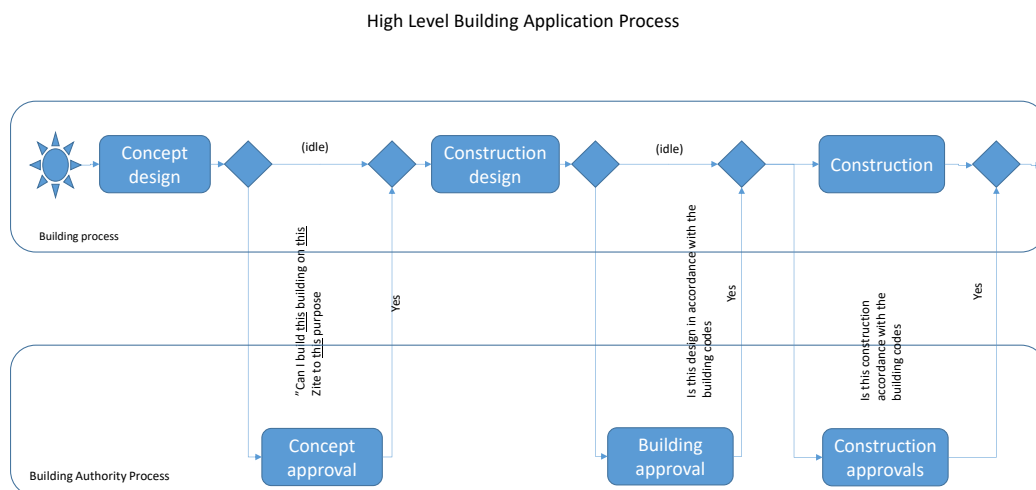 High Level Building Application Process
Concept
design
(idle)
Construction
design
(idle)
Construction
Building process
"Can I build this building on this
Zite to this purpose
Yes
Is this design in accordance with the
building codes
Yes
Is this construction
accordance with the
building codes
Yes
Concept
approval
Building
approval
Construction
approvals
Building Authority Process